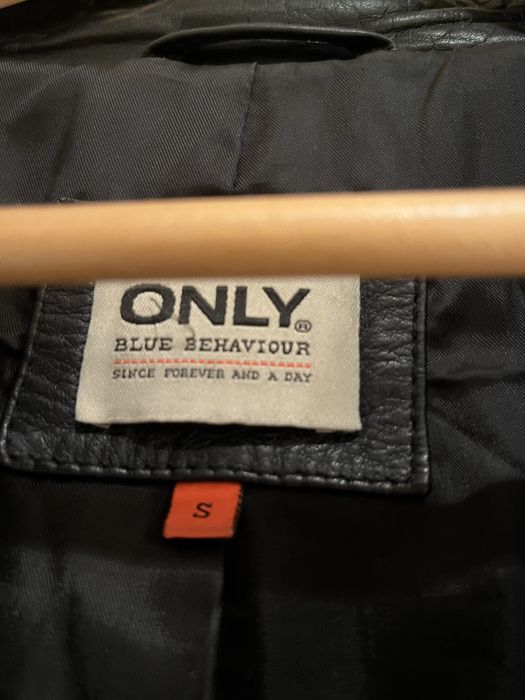 ONLY®
BLUE BEHAVIOUR
SINCE FOREVER AND A DAY
S